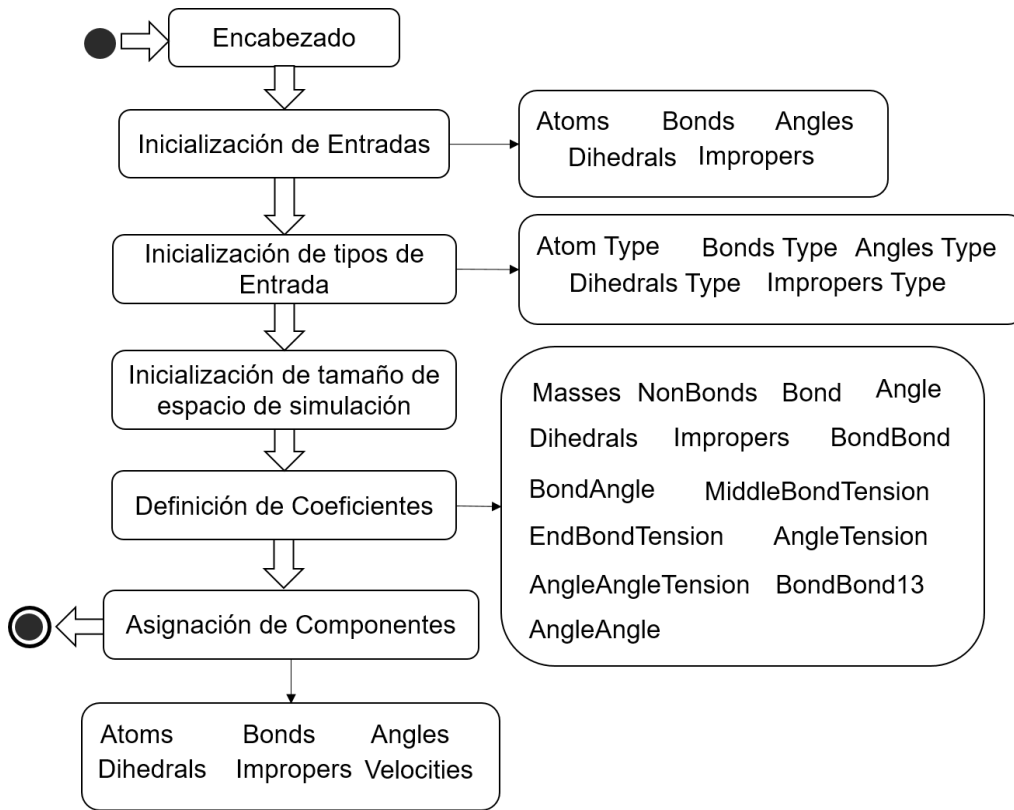 Encabezado
Inicialización de Entradas
Atoms Bonds Angles
Dihedrals Impropers
Inicialización de tipos de
Entrada
Atom Type Bonds Type Angles Type
Dihedrals Type Impropers Type
Inicialización de tamaño de
espacio de simulación
Definición de Coeficientes
Masses NonBonds Bond Angle
Dihedrals Impropers BondBond
BondAngle MiddleBondTension
EndBondTension AngleTension
AngleAngleTension BondBond13
AngleAngle
Asignación de Componentes
Atoms Bonds Angles
Dihedrals Impropers Velocities